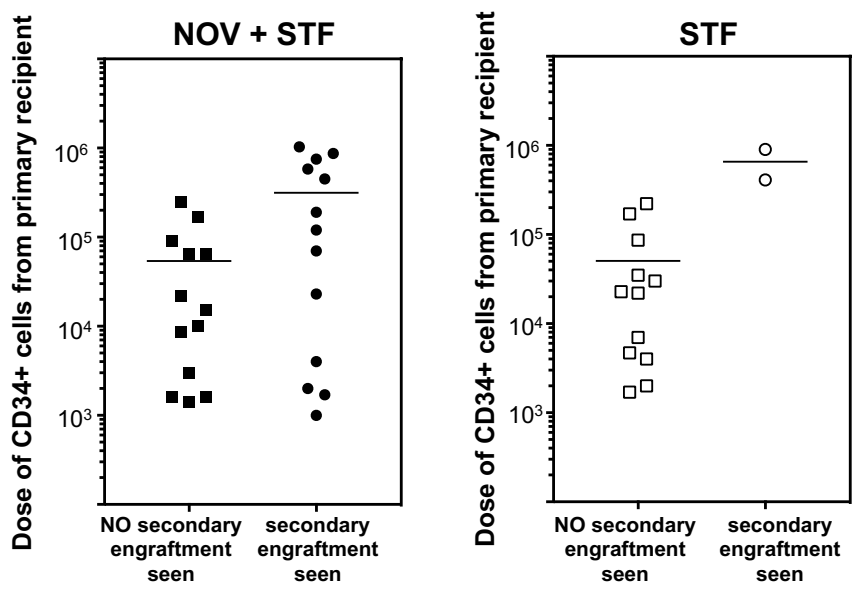 NOV + STF
Dose of CD34+ cells from primary recipient
10⁶
10⁵
10⁴
10³
NO secondary
engraftment
seen
secondary
engraftment
seen
STF
Dose of CD34+ cells from primary recipient
10⁶
10⁵
10⁴
10³
NO secondary
engraftment
seen
secondary
engraftment
seen